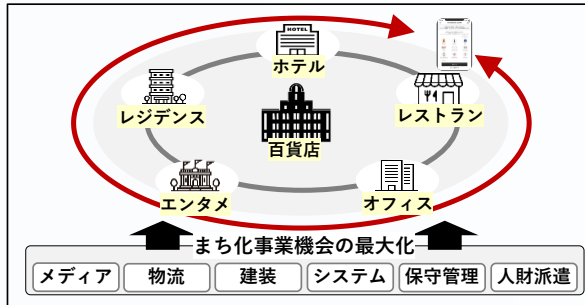 HOTEL
ホテル
レジデンス
レストラン
百貨店
エンタメ
オフィス
まち化事業機会の最大化
メディア
物流
建装
システム
保守管理
人財派遣